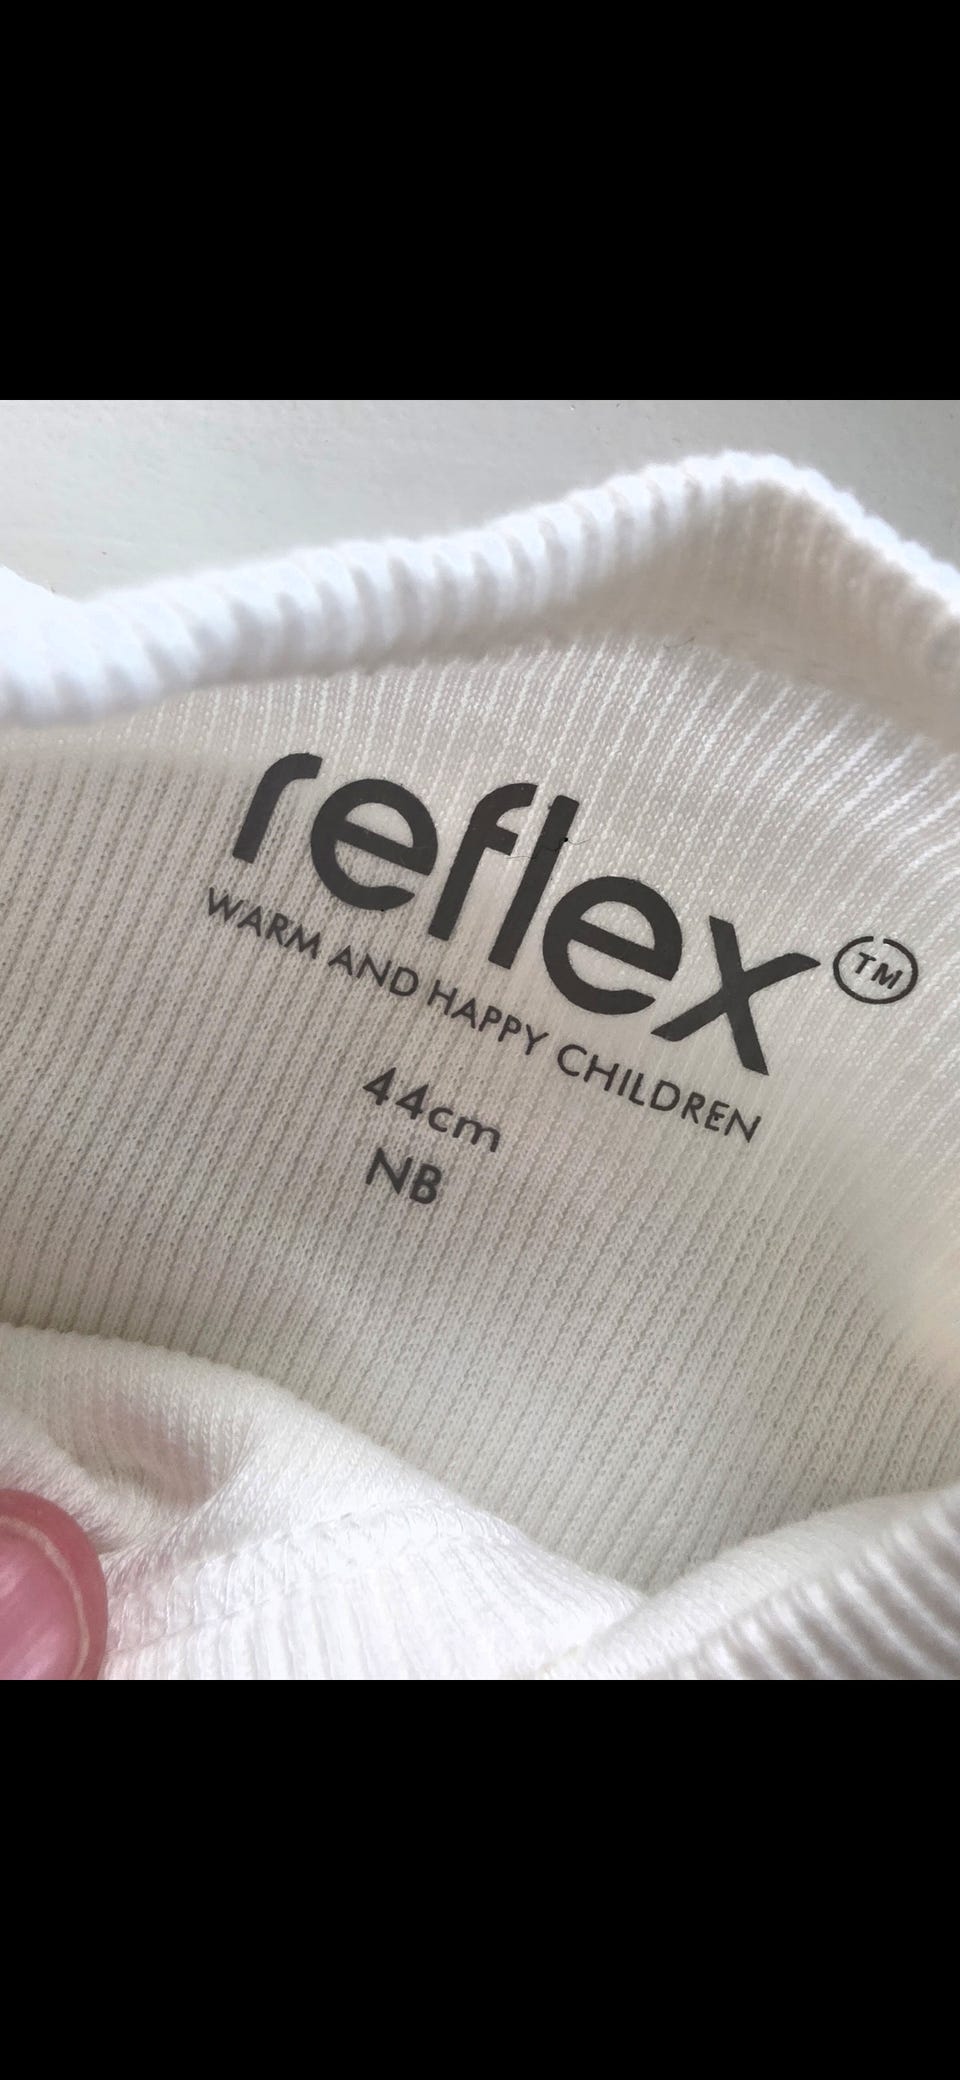 reflex TM
WARM AND HAPPY CHILDREN
44cm
NB